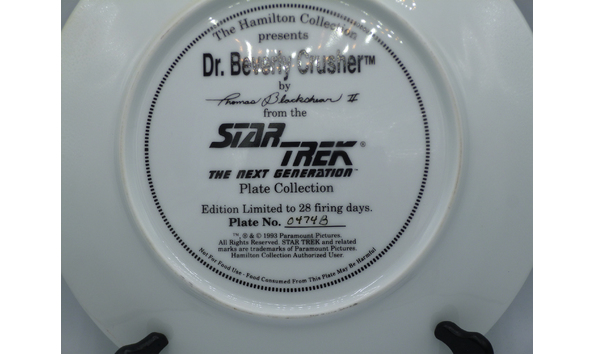 The Hamilton Collection
presents
Dr. Beverly Crusher™
by
Thomas Blackshear II
from the
STAR
TREK®
THE NEXT GENERATION™
Plate Collection
Edition Limited to 28 firing days.
Plate No. 0474B
™, ® & © 1993 Paramount Pictures.
All Rights Reserved. STAR TREK and related
marks are trademarks of Paramount Pictures.
Hamilton Collection Authorized User.
Not For Food Use - Food Consumed From This Plate May Be Harmful